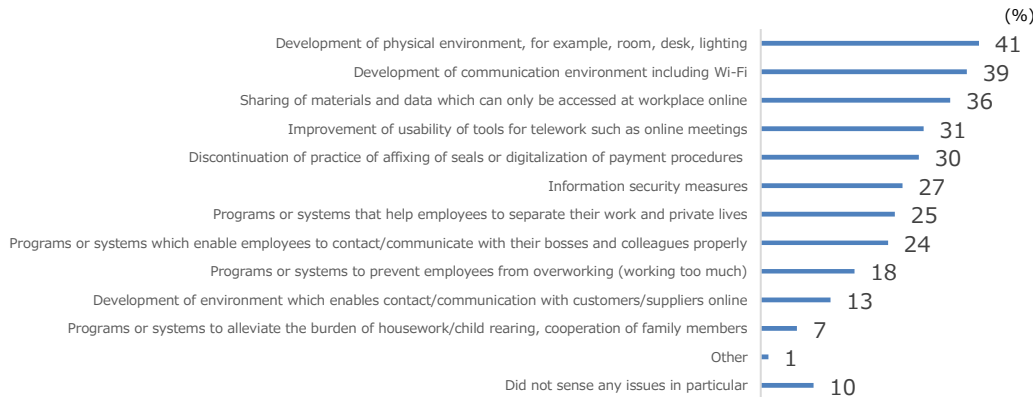 (%)
Development of physical environment, for example, room, desk, lighting 41
Development of communication environment including Wi-Fi 39
Sharing of materials and data which can only be accessed at workplace online 36
Improvement of usability of tools for telework such as online meetings 31
Discontinuation of practice of affixing of seals or digitalization of payment procedures 30
Information security measures 27
Programs or systems that help employees to separate their work and private lives 25
Programs or systems which enable employees to contact/communicate with their bosses and colleagues properly 24
Programs or systems to prevent employees from overworking (working too much) 18
Development of environment which enables contact/communication with customers/suppliers online 13
Programs or systems to alleviate the burden of housework/child rearing, cooperation of family members 7
Other 1
Did not sense any issues in particular 10